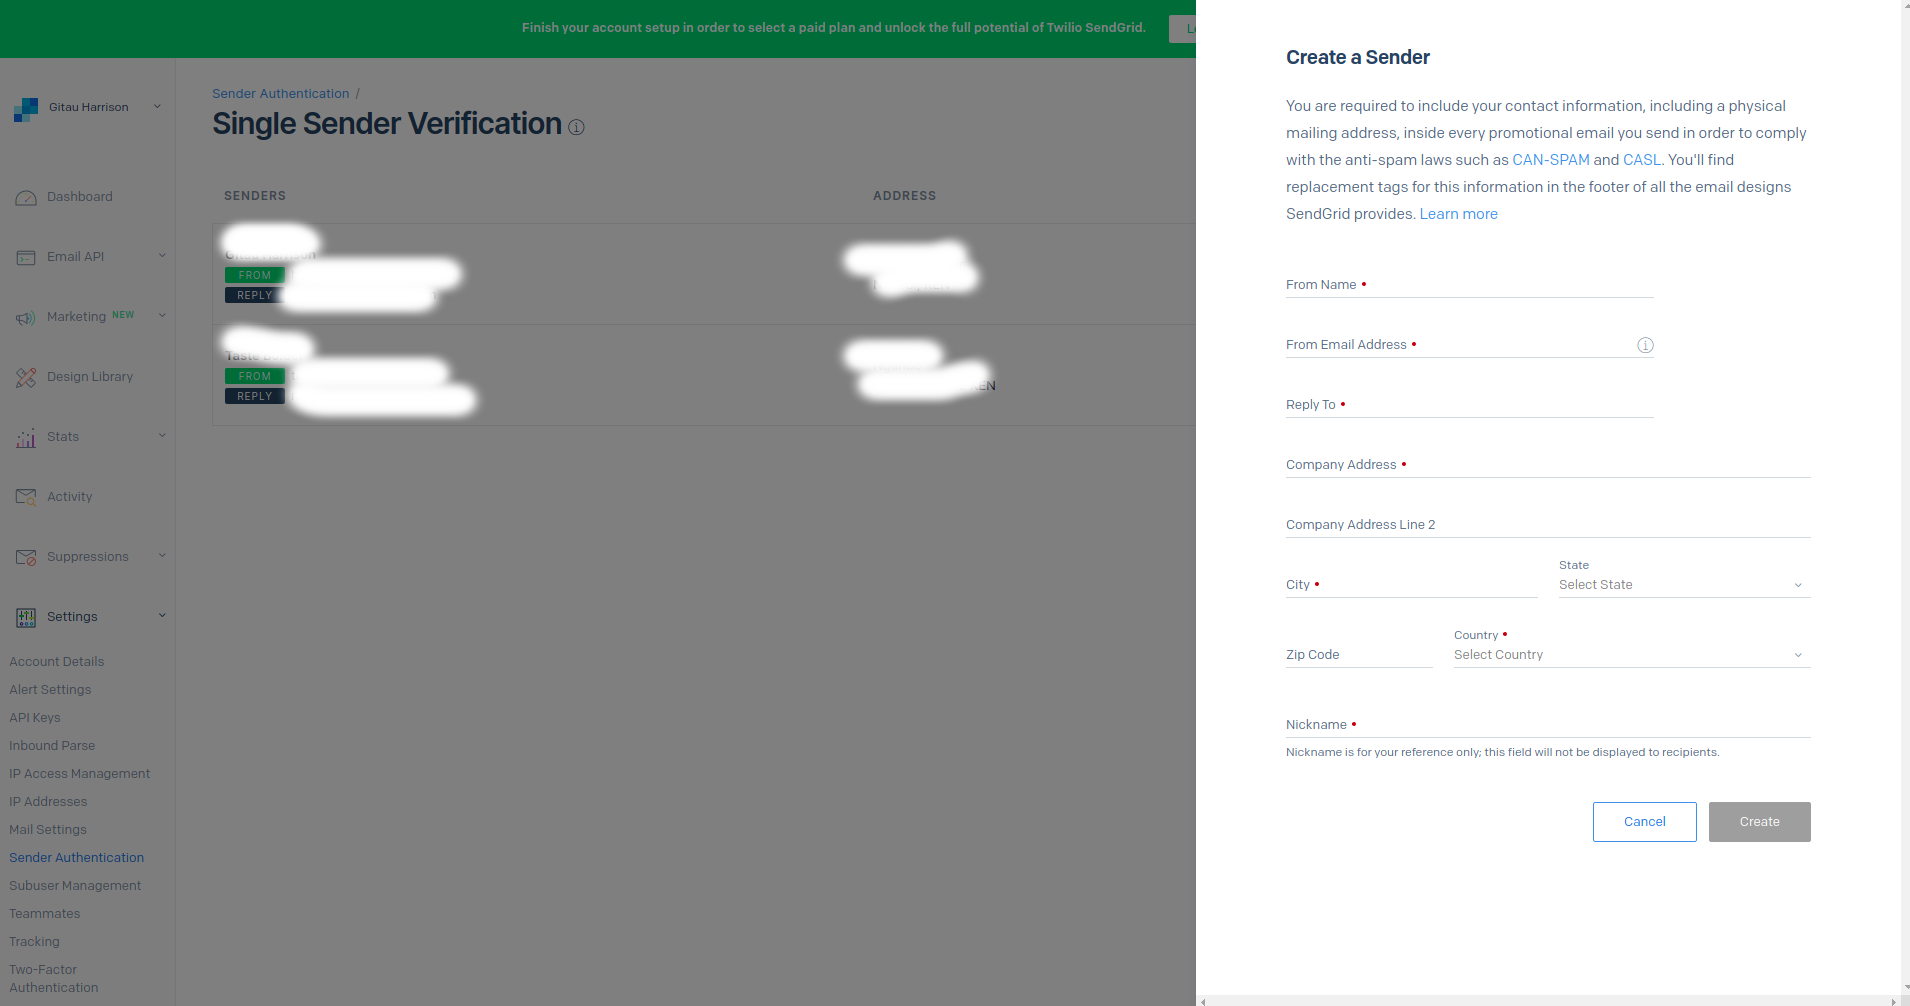 Finish your account setup in order to select a paid plan and unlock the full potential of Twilio SendGrid.
Gitau Harrison
Dashboard
Email API
Marketing NEW
Design Library
Stats
Activity
Suppressions
Settings
Account Details
Alert Settings
API Keys
Inbound Parse
IP Access Management
IP Addresses
Mail Settings
Sender Authentication
Subuser Management
Teammates
Tracking
Two-Factor
Authentication
Sender Authentication /
Single Sender Verification
SENDERS
ADDRESS
FROM
REPLY
FROM
REPLY
Create a Sender
You are required to include your contact information, including a physical
mailing address, inside every promotional email you send in order to comply
with the anti-spam laws such as CAN-SPAM and CASL. You'll find
replacement tags for this information in the footer of all the email designs
SendGrid provides. Learn more
From Name •
From Email Address •
Reply To •
Company Address •
Company Address Line 2
City •
State
Select State
Zip Code
Country •
Select Country
Nickname •
Nickname is for your reference only; this field will not be displayed to recipients.
Cancel
Create